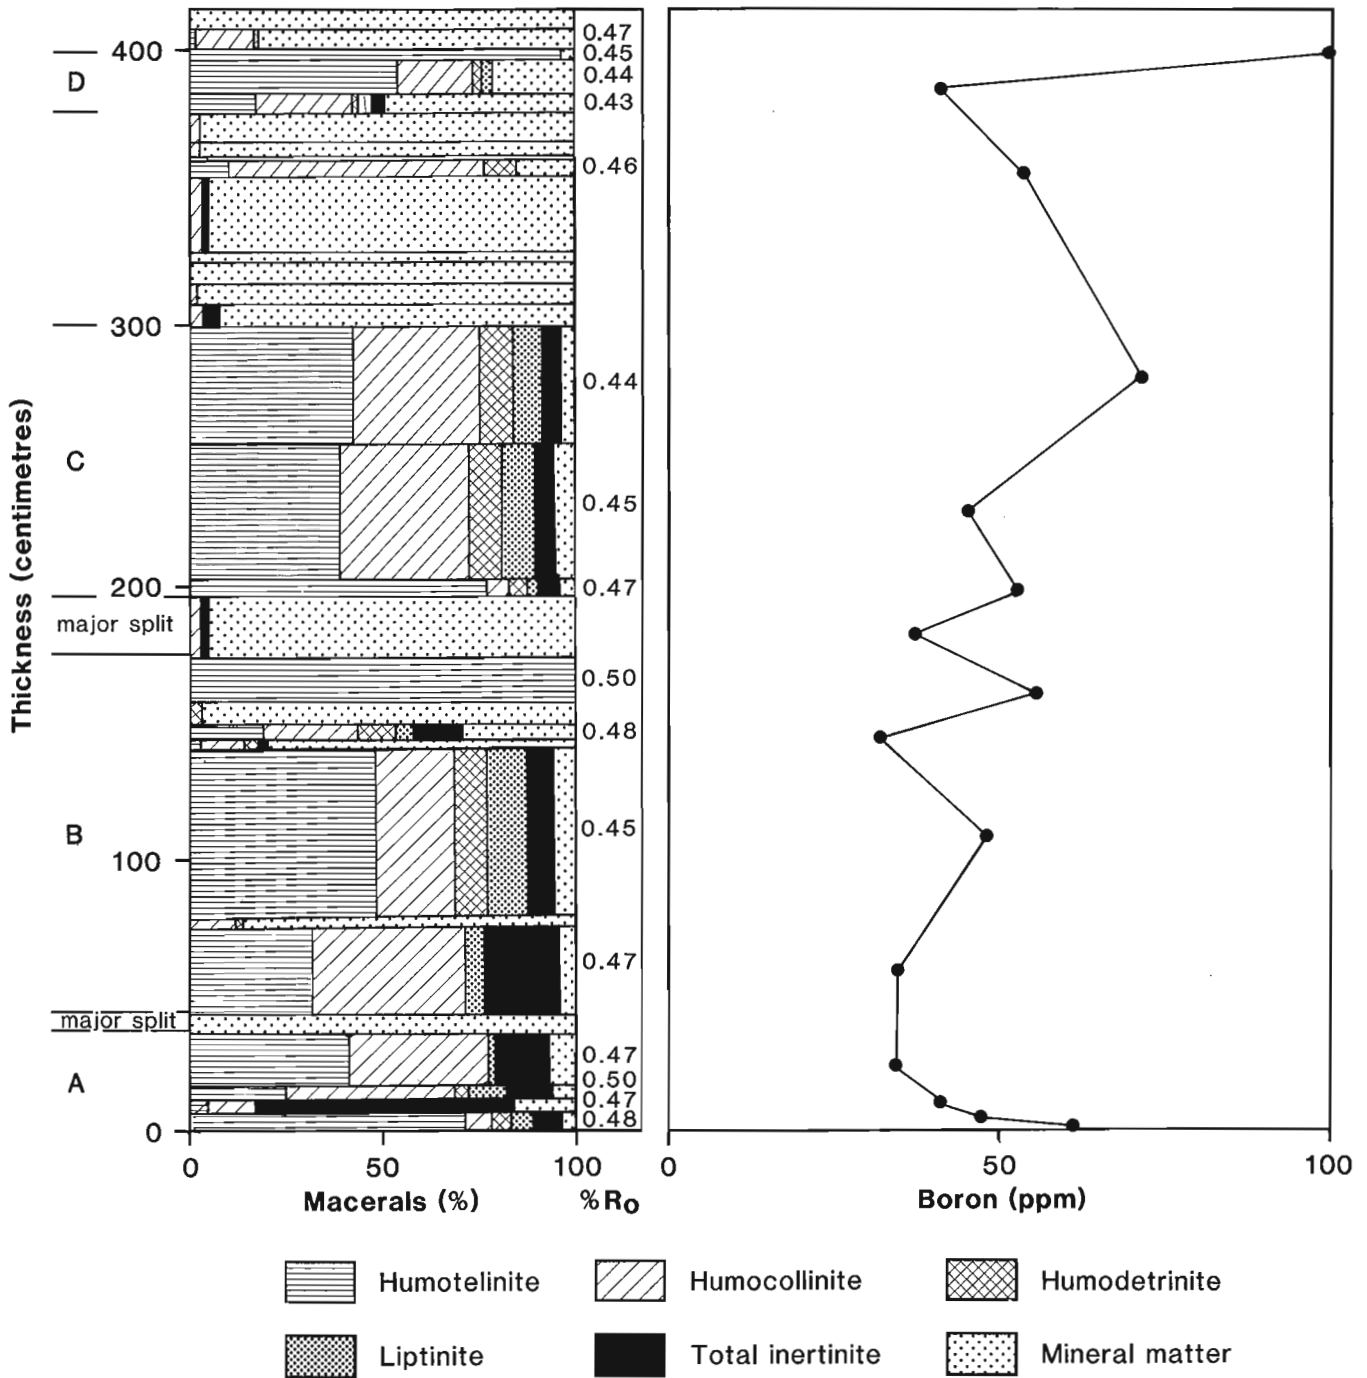 Thickness (centimetres)
400
300
200
100
0
D
C
major split
B
major split
A
0.47
0.45
0.44
0.43
0.46
0.44
0.45
0.47
0.50
0.48
0.45
0.47
0.47
0.50
0.47
0.48
0 50 100
Macerals (%) %Ro
0 50 100
Boron (ppm)
Humotelinite Humocollinite Humodetrinite
Liptinite Total inertinite Mineral matter